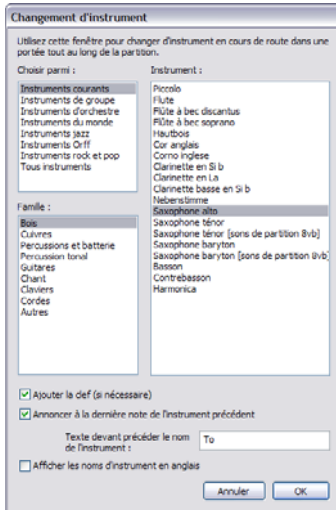 Changement d'instrument
Utilisez cette fenêtre pour changer d'instrument en cours de route dans une
portée tout au long de la partition.
Choisir parmi :
Instruments courants
Instruments de groupe
Instruments d'orchestre
Instruments du monde
Instruments jazz
Instruments Orff
Instruments rock et pop
Tous instruments
Famille :
Bois
Cuivres
Percussions et batterie
Percussion tonal
Guitares
Chant
Claviers
Cordes
Autres
Instrument :
Piccolo
Flute
Flûte à bec discantus
Flûte à bec soprano
Hautbois
Cor anglais
Corno inglese
Clarinette en Si b
Clarinette en La
Clarinette basse en Si b
Nebenstimme
Saxophone alto
Saxophone ténor
Saxophone ténor [sons de partition 8vb]
Saxophone baryton
Saxophone baryton [sons de partition 8vb]
Basson
Contrebasson
Harmonica
Ajouter la clef (si nécessaire)
Annoncer à la dernière note de l'instrument précédent
Texte devant précéder le nom
de l'instrument :
To
Afficher les noms d'instrument en anglais
Annuler
OK